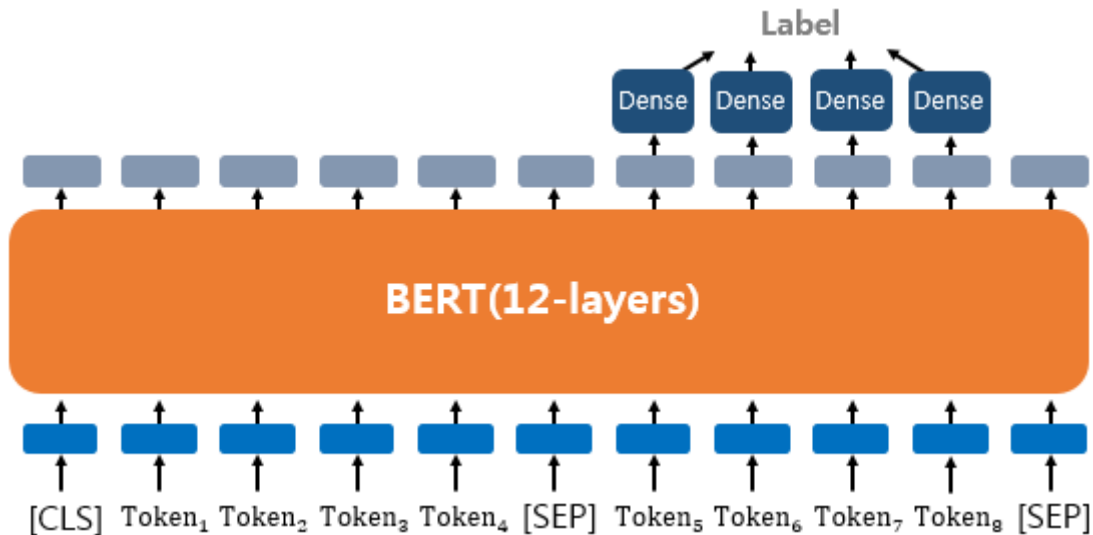 Label
Dense Dense Dense Dense
BERT(12-layers)
[CLS] Token₁ Token₂ Token₃ Token₄ [SEP] Token₅ Token₆ Token₇ Token₈ [SEP]